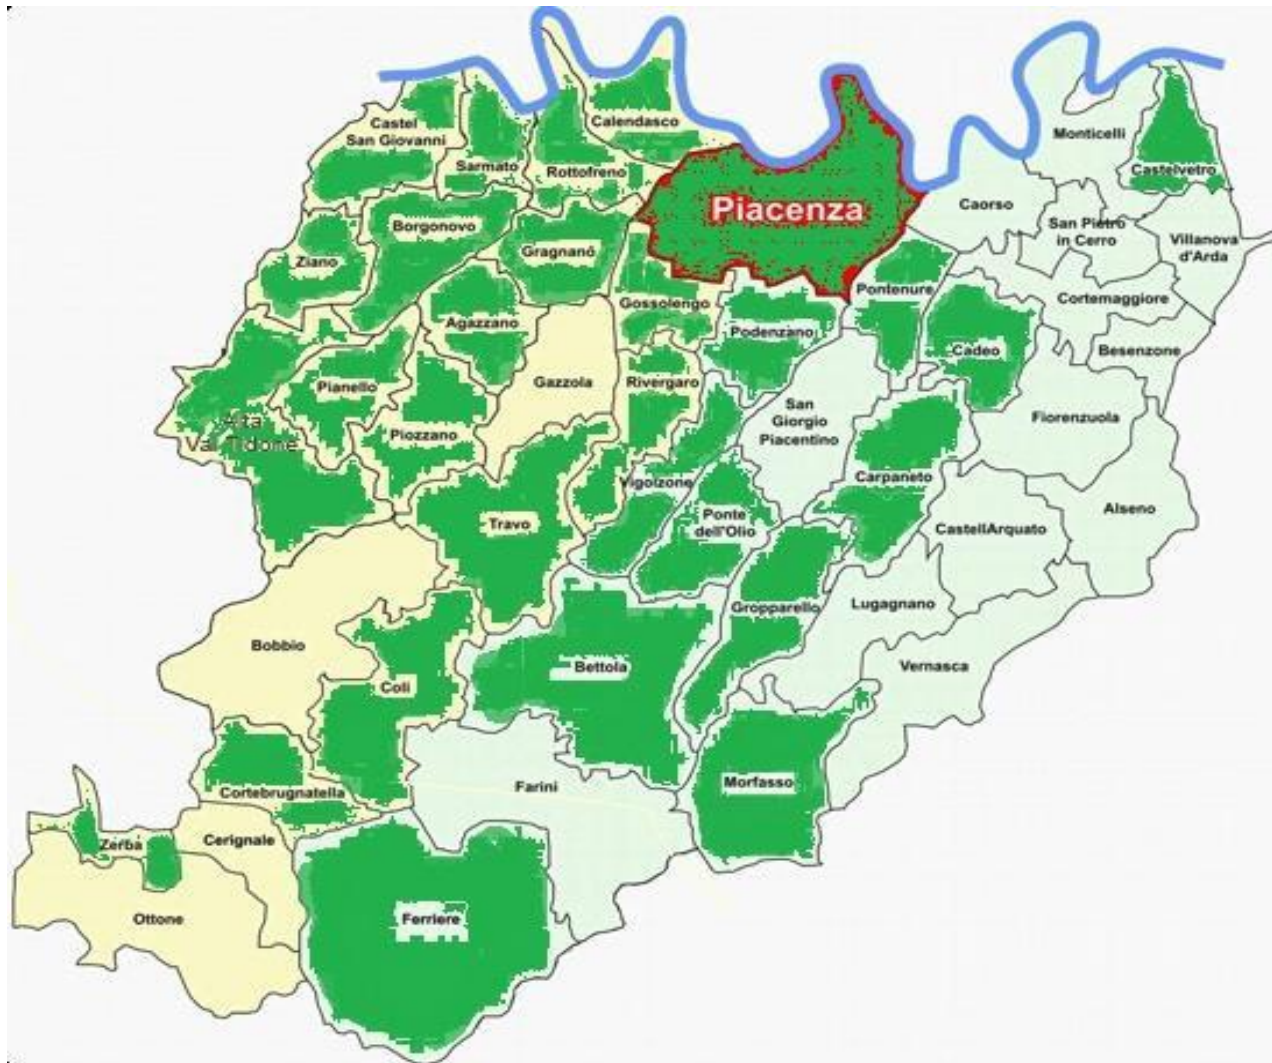 Castel
San Giovanni
Sarmato
Calendasco
Rottofreno
Monticelli
Castelvetro
Piacenza
Caorso
San Pietro
in Cerro
Villanova
d'Arda
Borgonovo
Ziano
Gragnano
Gossolengo
Pontenure
Cortemaggiore
Agazzano
Podenzano
Cadeo
Besenzone
Pianello
Gazzola
Rivergaro
San
Giorgio
Piacentino
Fiorenzuola
Alta
Val Tidone
Piozzano
Vigolzone
Carpaneto
Travo
Ponte
dell'Olio
CastellArquato
Alseno
Gropparello
Lugagnano
Bobbio
Bettola
Vernasca
Coli
Cortebrugnatella
Farini
Morfasso
Zerba
Cerignale
Ottone
Ferriere